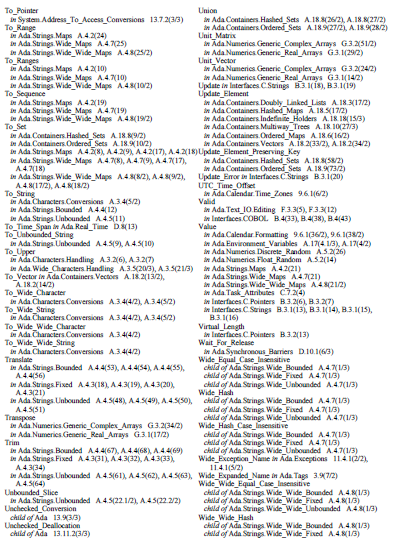 To_Pointer
in System.Address_To_Access_Conversions 13.7.2(3/3)
To_Range
in Ada.Strings.Maps A.4.2(24)
in Ada.Strings.Wide_Maps A.4.7(25)
in Ada.Strings.Wide_Wide_Maps A.4.8(25/2)
To_Ranges
in Ada.Strings.Maps A.4.2(10)
in Ada.Strings.Wide_Maps A.4.7(10)
in Ada.Strings.Wide_Wide_Maps A.4.8(10/2)
To_Sequence
in Ada.Strings.Maps A.4.2(19)
in Ada.Strings.Wide_Maps A.4.7(19)
in Ada.Strings.Wide_Wide_Maps A.4.8(19/2)
To_Set
in Ada.Containers.Hashed_Sets A.18.8(9/2)
in Ada.Containers.Ordered_Sets A.18.9(10/2)
in Ada.Strings.Maps A.4.2(8), A.4.2(9), A.4.2(17), A.4.2(18)
in Ada.Strings.Wide_Maps A.4.7(8), A.4.7(9), A.4.7(17),
A.4.7(18)
in Ada.Strings.Wide_Wide_Maps A.4.8(8/2), A.4.8(9/2),
A.4.8(17/2), A.4.8(18/2)
To_String
in Ada.Characters.Conversions A.3.4(5/2)
in Ada.Strings.Bounded A.4.4(12)
in Ada.Strings.Unbounded A.4.5(11)
To_Time_Span in Ada.Real_Time D.8(13)
To_Unbounded_String
in Ada.Strings.Unbounded A.4.5(9), A.4.5(10)
To_Upper
in Ada.Characters.Handling A.3.2(6), A.3.2(7)
in Ada.Wide_Characters.Handling A.3.5(20/3), A.3.5(21/3)
To_Vector in Ada.Containers.Vectors A.18.2(13/2),
A.18.2(14/2)
To_Wide_Character
in Ada.Characters.Conversions A.3.4(4/2), A.3.4(5/2)
To_Wide_String
in Ada.Characters.Conversions A.3.4(4/2), A.3.4(5/2)
To_Wide_Wide_Character
in Ada.Characters.Conversions A.3.4(4/2)
To_Wide_Wide_String
in Ada.Characters.Conversions A.3.4(4/2)
Translate
in Ada.Strings.Bounded A.4.4(53), A.4.4(54), A.4.4(55),
A.4.4(56)
in Ada.Strings.Fixed A.4.3(18), A.4.3(19), A.4.3(20),
A.4.3(21)
in Ada.Strings.Unbounded A.4.5(48), A.4.5(49), A.4.5(50),
A.4.5(51)
Transpose
in Ada.Numerics.Generic_Complex_Arrays G.3.2(34/2)
in Ada.Numerics.Generic_Real_Arrays G.3.1(17/2)
Trim
in Ada.Strings.Bounded A.4.4(67), A.4.4(68), A.4.4(69)
in Ada.Strings.Fixed A.4.3(31), A.4.3(32), A.4.3(33),
A.4.3(34)
in Ada.Strings.Unbounded A.4.5(61), A.4.5(62), A.4.5(63),
A.4.5(64)
Unbounded_Slice
in Ada.Strings.Unbounded A.4.5(22.1/2), A.4.5(22.2/2)
Unchecked_Conversion
child of Ada 13.9(3/3)
Unchecked_Deallocation
child of Ada 13.11.2(3/3)
Union
in Ada.Containers.Hashed_Sets A.18.8(26/2), A.18.8(27/2)
in Ada.Containers.Ordered_Sets A.18.9(27/2), A.18.9(28/2)
Unit_Matrix
in Ada.Numerics.Generic_Complex_Arrays G.3.2(51/2)
in Ada.Numerics.Generic_Real_Arrays G.3.1(29/2)
Unit_Vector
in Ada.Numerics.Generic_Complex_Arrays G.3.2(24/2)
in Ada.Numerics.Generic_Real_Arrays G.3.1(14/2)
Update in Interfaces.C.Strings B.3.1(18), B.3.1(19)
Update_Element
in Ada.Containers.Doubly_Linked_Lists A.18.3(17/2)
in Ada.Containers.Hashed_Maps A.18.5(17/2)
in Ada.Containers.Indefinite_Holders A.18.18(15/3)
in Ada.Containers.Multiway_Trees A.18.10(27/3)
in Ada.Containers.Ordered_Maps A.18.6(16/2)
in Ada.Containers.Vectors A.18.2(33/2), A.18.2(34/2)
Update_Element_Preserving_Key
in Ada.Containers.Hashed_Sets A.18.8(58/2)
in Ada.Containers.Ordered_Sets A.18.9(73/2)
Update_Error in Interfaces.C.Strings B.3.1(20)
UTC_Time_Offset
in Ada.Calendar.Time_Zones 9.6.1(6/2)
Valid
in Ada.Text_IO.Editing F.3.3(5), F.3.3(12)
in Interfaces.COBOL B.4(33), B.4(38), B.4(43)
Value
in Ada.Calendar.Formatting 9.6.1(36/2), 9.6.1(38/2)
in Ada.Environment_Variables A.17(4.1/3), A.17(4/2)
in Ada.Numerics.Discrete_Random A.5.2(26)
in Ada.Numerics.Float_Random A.5.2(14)
in Ada.Strings.Maps A.4.2(21)
in Ada.Strings.Wide_Maps A.4.7(21)
in Ada.Strings.Wide_Wide_Maps A.4.8(21/2)
in Ada.Task_Attributes C.7.2(4)
in Interfaces.C.Pointers B.3.2(6), B.3.2(7)
in Interfaces.C.Strings B.3.1(13), B.3.1(14), B.3.1(15),
B.3.1(16)
Virtual_Length
in Interfaces.C.Pointers B.3.2(13)
Wait_For_Release
in Ada.Synchronous_Barriers D.10.1(6/3)
Wide_Equal_Case_Insensitive
child of Ada.Strings.Wide_Bounded A.4.7(1/3)
child of Ada.Strings.Wide_Fixed A.4.7(1/3)
child of Ada.Strings.Wide_Unbounded A.4.7(1/3)
Wide_Hash
child of Ada.Strings.Wide_Bounded A.4.7(1/3)
child of Ada.Strings.Wide_Fixed A.4.7(1/3)
child of Ada.Strings.Wide_Unbounded A.4.7(1/3)
Wide_Hash_Case_Insensitive
child of Ada.Strings.Wide_Bounded A.4.7(1/3)
child of Ada.Strings.Wide_Fixed A.4.7(1/3)
child of Ada.Strings.Wide_Unbounded A.4.7(1/3)
Wide_Exception_Name in Ada.Exceptions 11.4.1(2/2),
11.4.1(5/2)
Wide_Expanded_Name in Ada.Tags 3.9(7/2)
Wide_Wide_Equal_Case_Insensitive
child of Ada.Strings.Wide_Wide_Bounded A.4.8(1/3)
child of Ada.Strings.Wide_Wide_Fixed A.4.8(1/3)
child of Ada.Strings.Wide_Wide_Unbounded A.4.8(1/3)
Wide_Wide_Hash
child of Ada.Strings.Wide_Wide_Bounded A.4.8(1/3)
child of Ada.Strings.Wide_Wide_Fixed A.4.8(1/3)